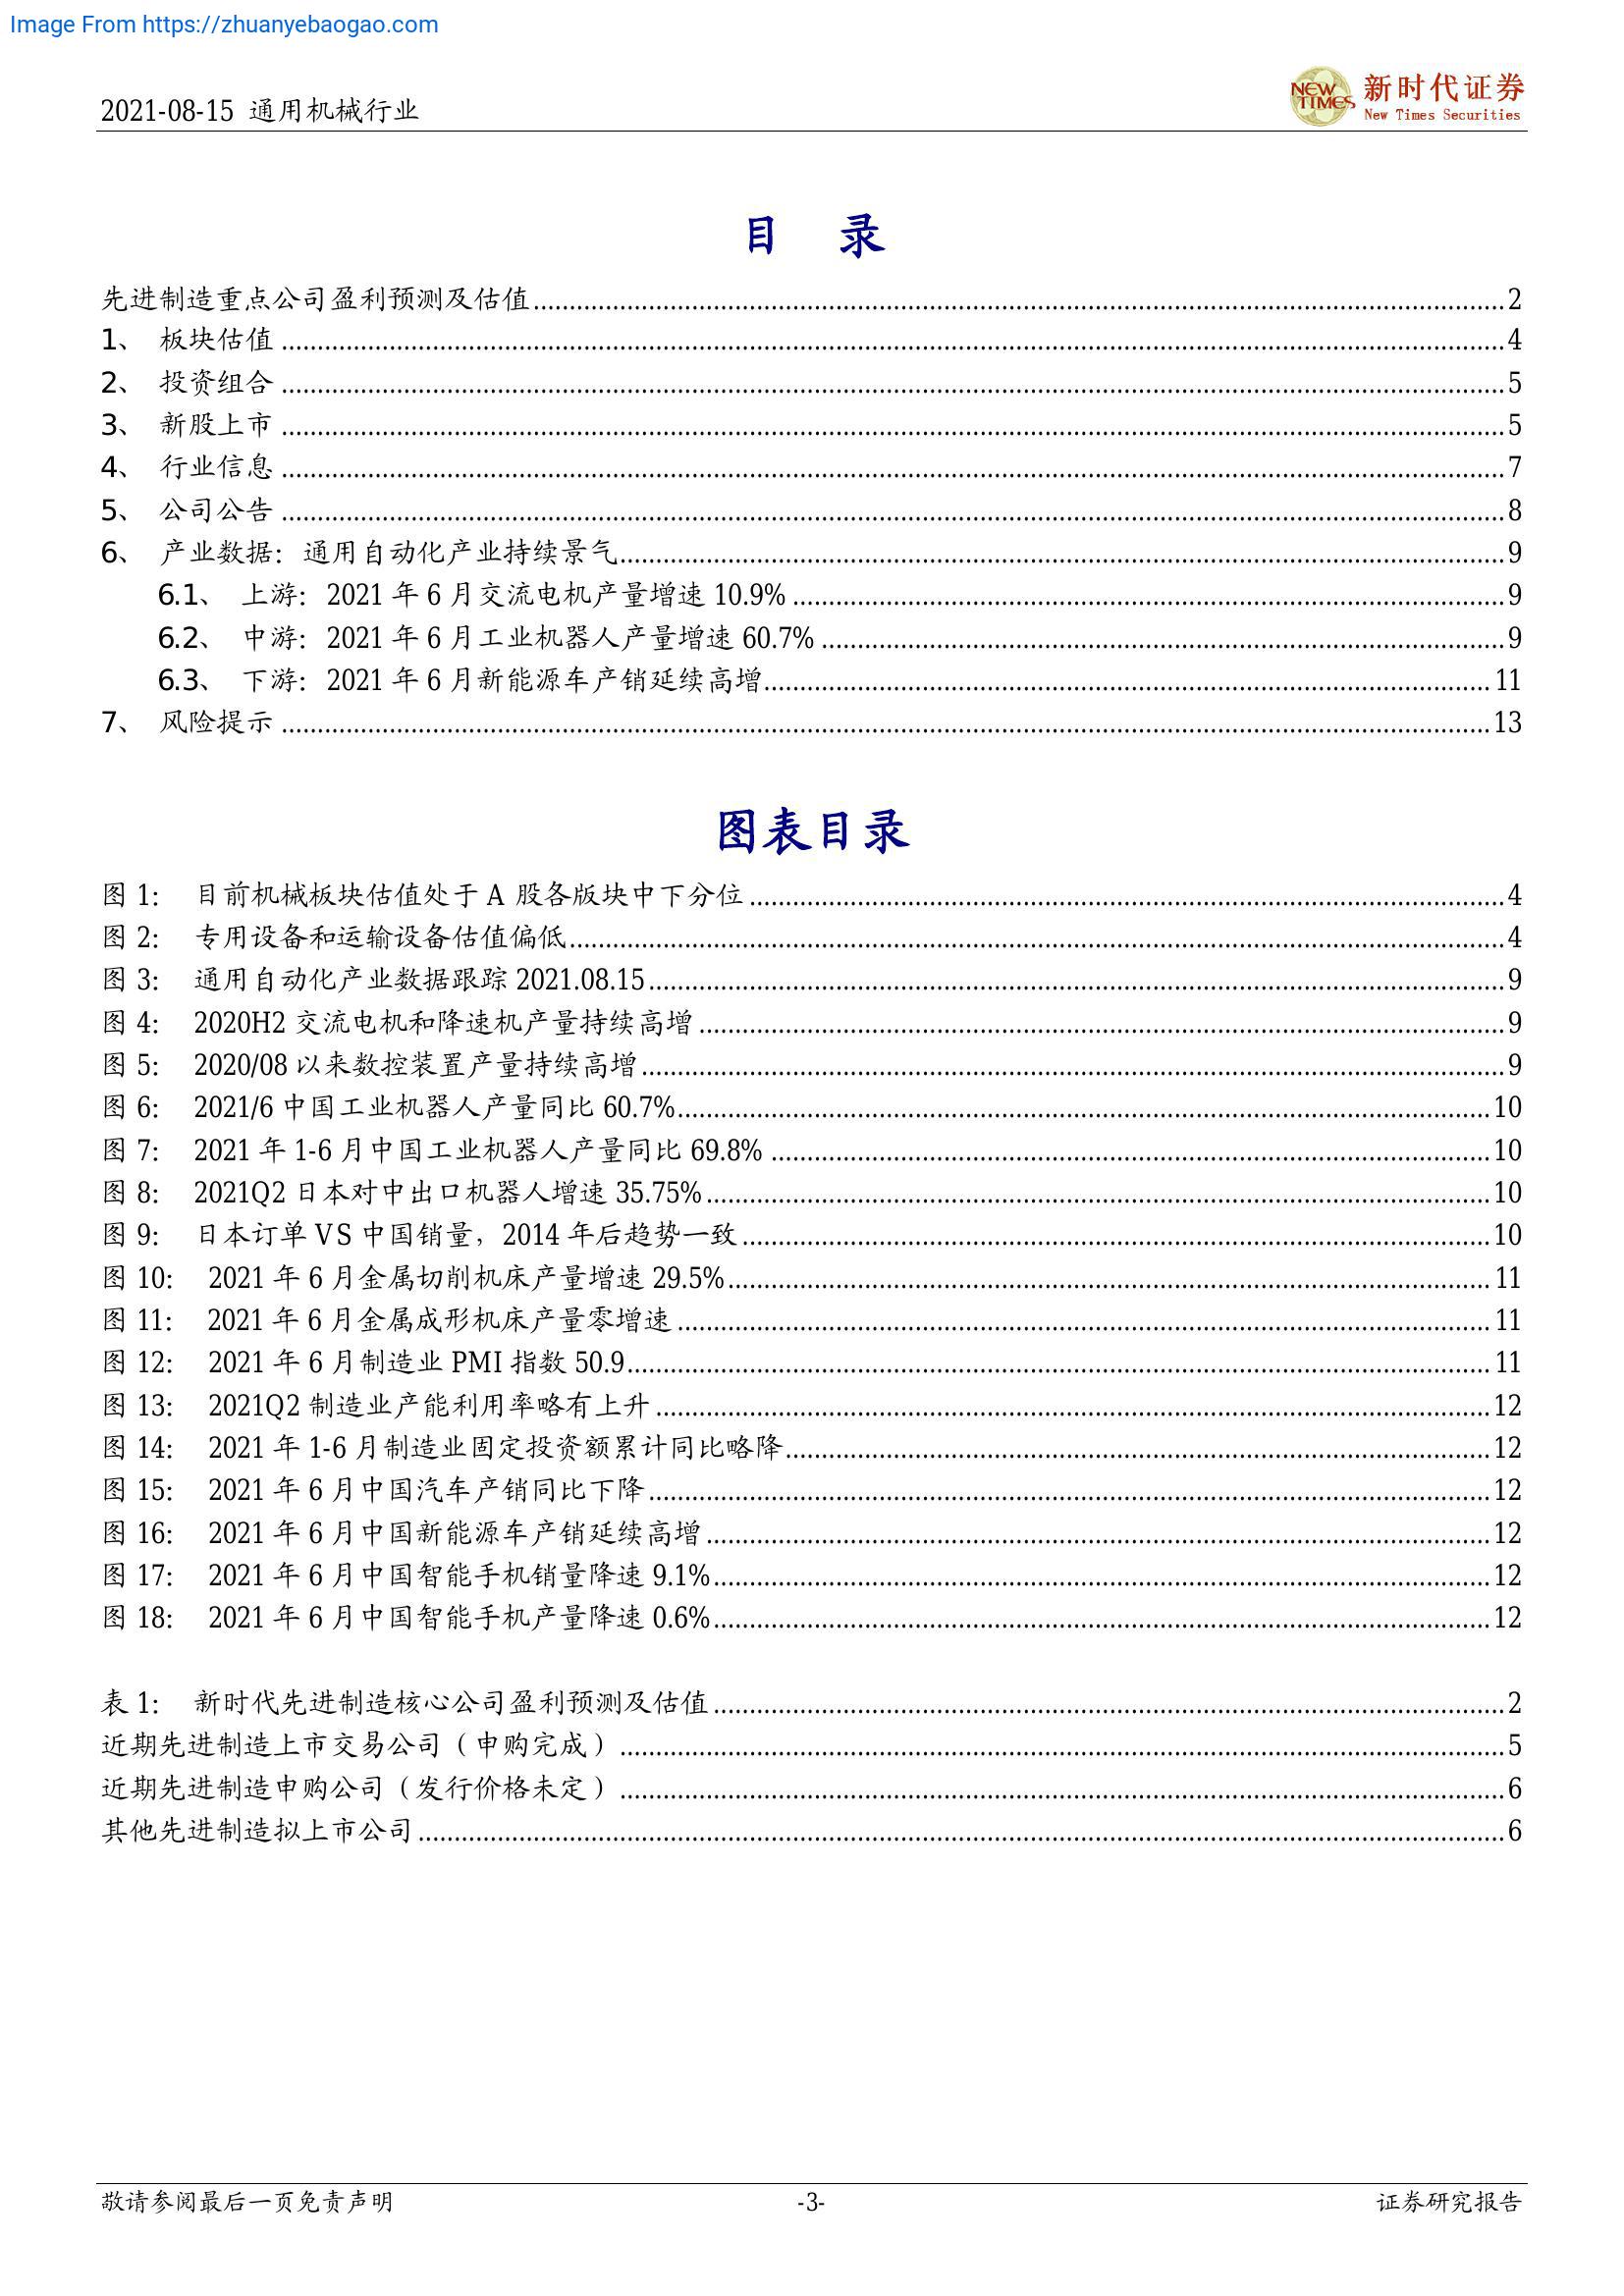 Image From https://zhuanyebaogao.com
2021-08-15 通用机械行业
NEW TIMES 新时代证券
New Times Securities
目 录
先进制造重点公司盈利预测及估值 2
1、 板块估值 4
2、 投资组合 5
3、 新股上市 5
4、 行业信息 7
5、 公司公告 8
6、 产业数据：通用自动化产业持续景气 9
6.1、 上游：2021 年 6 月交流电机产量增速 10.9% 9
6.2、 中游：2021 年 6 月工业机器人产量增速 60.7% 9
6.3、 下游：2021 年 6 月新能源车产销延续高增 11
7、 风险提示 13
图表目录
图 1： 目前机械板块估值处于 A 股各版块中下分位 4
图 2： 专用设备和运输设备估值偏低 4
图 3： 通用自动化产业数据跟踪 2021.08.15 9
图 4： 2020H2 交流电机和降速机产量持续高增 9
图 5： 2020/08 以来数控装置产量持续高增 9
图 6： 2021/6 中国工业机器人产量同比 60.7% 10
图 7： 2021 年 1-6 月中国工业机器人产量同比 69.8% 10
图 8： 2021Q2 日本对中出口机器人增速 35.75% 10
图 9： 日本订单 VS 中国销量，2014 年后趋势一致 10
图 10： 2021 年 6 月金属切削机床产量增速 29.5% 11
图 11： 2021 年 6 月金属成形机床产量零增速 11
图 12： 2021 年 6 月制造业 PMI 指数 50.9 11
图 13： 2021Q2 制造业产能利用率略有上升 12
图 14： 2021 年 1-6 月制造业固定投资额累计同比略降 12
图 15： 2021 年 6 月中国汽车产销同比下降 12
图 16： 2021 年 6 月中国新能源车产销延续高增 12
图 17： 2021 年 6 月中国智能手机销量降速 9.1% 12
图 18： 2021 年 6 月中国智能手机产量降速 0.6% 12
表 1： 新时代先进制造核心公司盈利预测及估值 2
近期先进制造上市交易公司（申购完成） 5
近期先进制造申购公司（发行价格未定） 6
其他先进制造拟上市公司 6
敬请参阅最后一页免责声明 -3- 证券研究报告